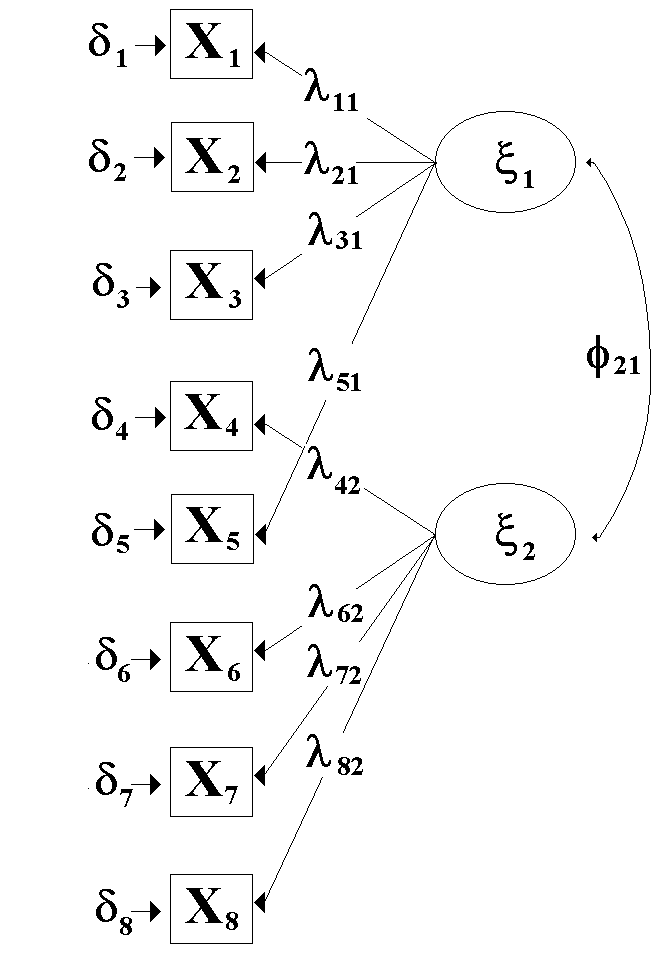 δ₁ X₁
λ₁₁
ξ₁
δ₂ X₂ λ₂₁
λ₃₁
δ₃ X₃
ϕ₂₁
λ₅₁
δ₄ X₄
λ₄₂
δ₅ X₅
ξ₂
λ₆₂
δ₆ X₆
λ₇₂
λ₈₂
δ₇ X₇
δ₈ X₈